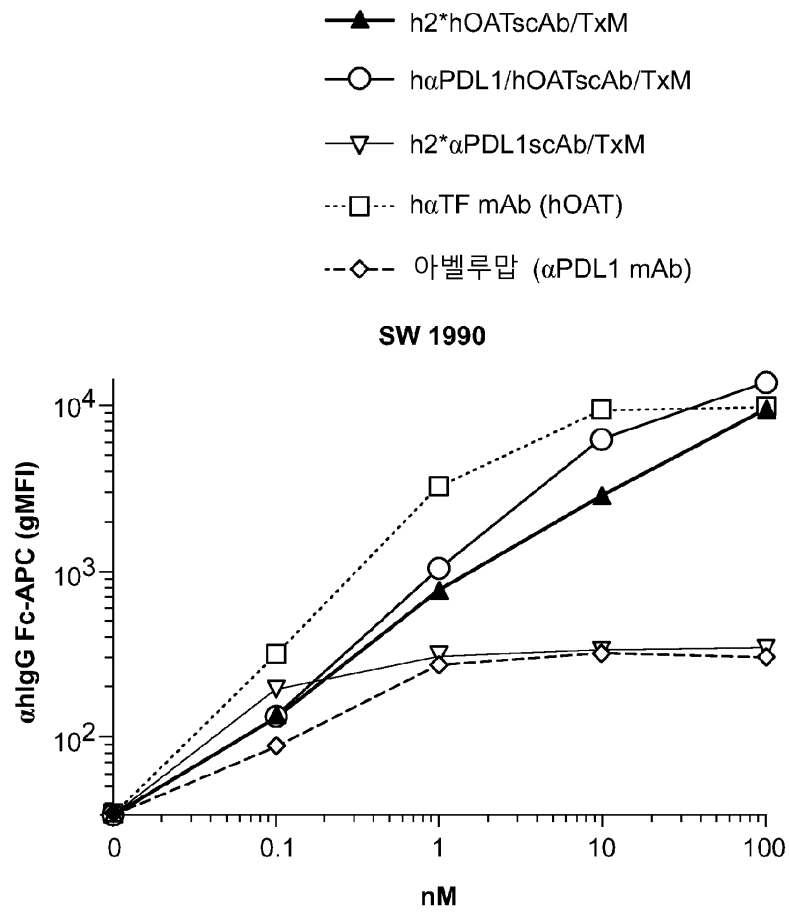 h2*hOATscAb/TxM
hαPDL1/hOATscAb/TxM
h2*αPDL1scAb/TxM
hαTF mAb (hOAT)
아벨루맙 (αPDL1 mAb)
SW 1990
αhIgG Fc-APC (gMFI)
10⁴
10³
10²
0 0.1 1 10 100
nM